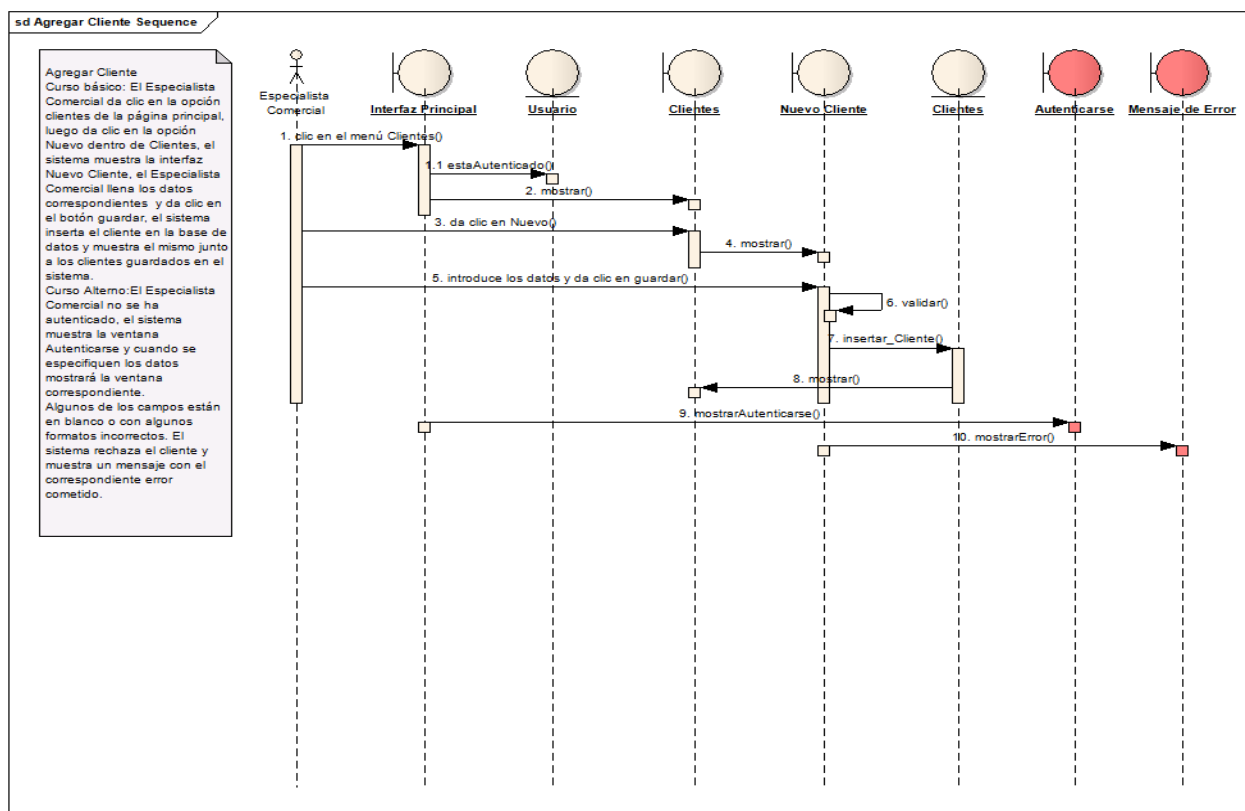 sd Agregar Cliente Sequence
Agregar Cliente
Curso básico: El Especialista
Comercial da clic en la opción
clientes de la página principal,
luego da clic en la opción
Nuevo dentro de Clientes, el
sistema muestra la interfaz
Nuevo Cliente, el Especialista
Comercial llena los datos
correspondientes y da clic en
el botón guardar, el sistema
inserta el cliente en la base de
datos y muestra el mismo junto
a los clientes guardados en el
sistema.
Curso Alterno:El Especialista
Comercial no se ha
autenticado, el sistema
muestra la ventana
Autenticarse y cuando se
especifiquen los datos
mostrará la ventana
correspondiente.
Algunos de los campos están
en blanco o con algunos
formatos incorrectos. El
sistema rechaza el cliente y
muestra un mensaje con el
correspondiente error
cometido.
Especialista
Comercial
Interfaz Principal
Usuario
Clientes
Nuevo Cliente
Clientes
Autenticarse
Mensaje de Error
1. clic en el menú Clientes()
1.1 estaAutenticado()
2. mostrar()
3. da clic en Nuevo()
4. mostrar()
5. introduce los datos y da clic en guardar()
6. validar()
7. insertar_Cliente()
8. mostrar()
9. mostrarAutenticarse()
10. mostrarError()